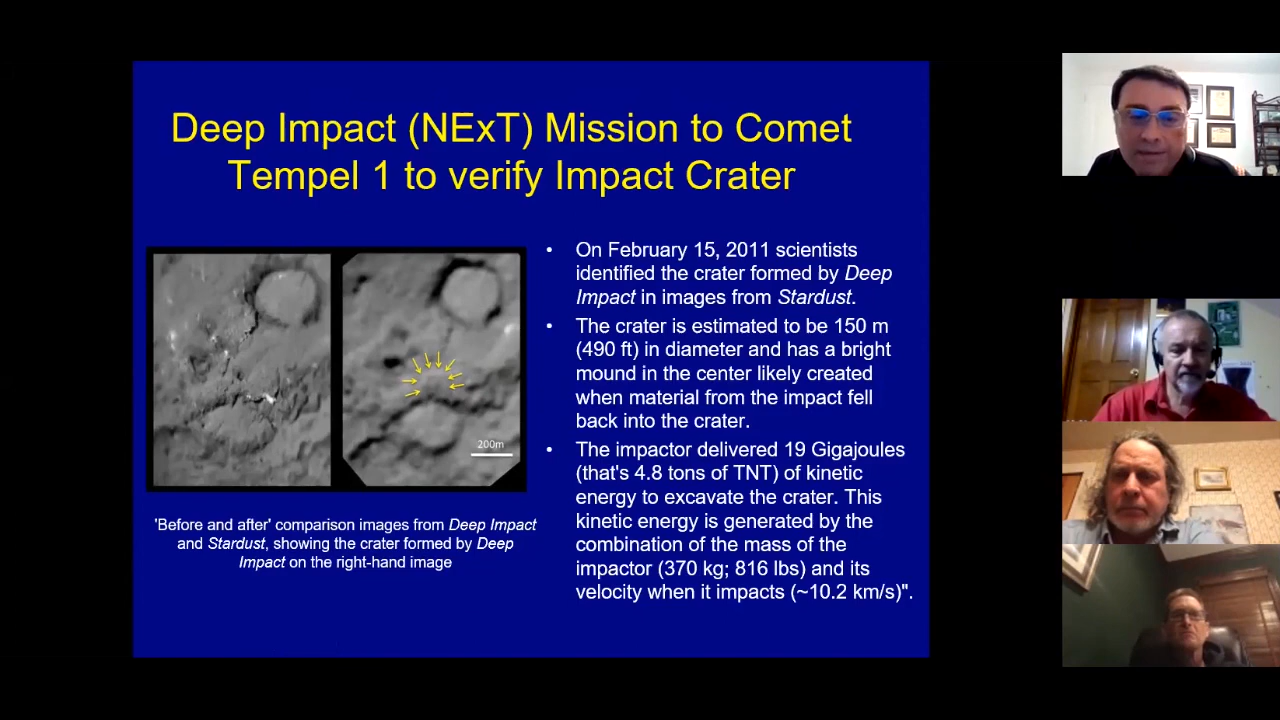 Deep Impact (NExT) Mission to Comet
Tempel 1 to verify Impact Crater
200m
'Before and after' comparison images from Deep Impact
and Stardust, showing the crater formed by Deep
Impact on the right-hand image
• On February 15, 2011 scientists
identified the crater formed by Deep
Impact in images from Stardust.
• The crater is estimated to be 150 m
(490 ft) in diameter and has a bright
mound in the center likely created
when material from the impact fell
back into the crater.
• The impactor delivered 19 Gigajoules
(that's 4.8 tons of TNT) of kinetic
energy to excavate the crater. This
kinetic energy is generated by the
combination of the mass of the
impactor (370 kg; 816 lbs) and its
velocity when it impacts (~10.2 km/s)".